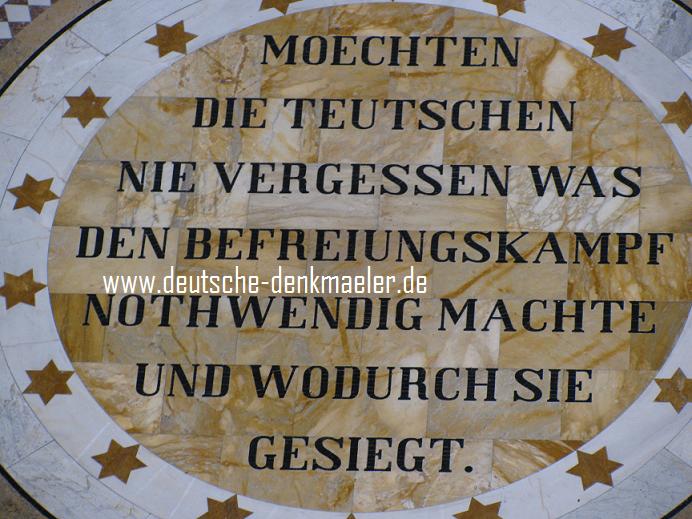 MOECHTEN
DIE TEUTSCHEN
NIE VERGESSEN WAS
DEN BEFREIUNGSKAMPF
www.deutsche-denkmaeler.de
NOTHWENDIG MACHTE
UND WODURCH SIE
GESIEGT.